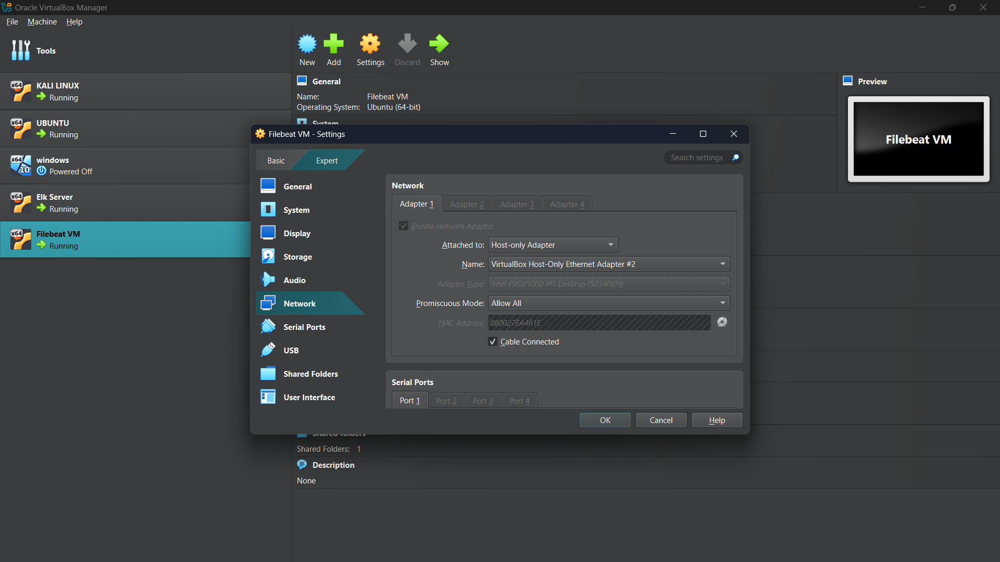 Oracle VirtualBox Manager
File Machine Help
Tools
New Add Settings Discard Show
x64 KALI LINUX
Running
x64 UBUNTU
Running
x64 10 windows
Powered Off
x64 Elk Server
Running
x64 Filebeat VM
Running
General
Name: Filebeat VM
Operating System: Ubuntu (64-bit)
System
Preview
Filebeat VM
Filebeat VM - Settings
Basic Expert
Search settings
General
System
Display
Storage
Audio
Network
Serial Ports
USB
Shared Folders
User Interface
Network
Adapter 1 Adapter 2 Adapter 3 Adapter 4
Enable Network Adapter
Attached to: Host-only Adapter
Name: VirtualBox Host-Only Ethernet Adapter #2
Adapter Type: Intel PRO/1000 MT Desktop (82540EM)
Promiscuous Mode: Allow All
MAC Address: 080027EA461E
Cable Connected
Serial Ports
Port 1 Port 2 Port 3 Port 4
OK Cancel Help
Shared folders
Shared Folders: 1
Description
None